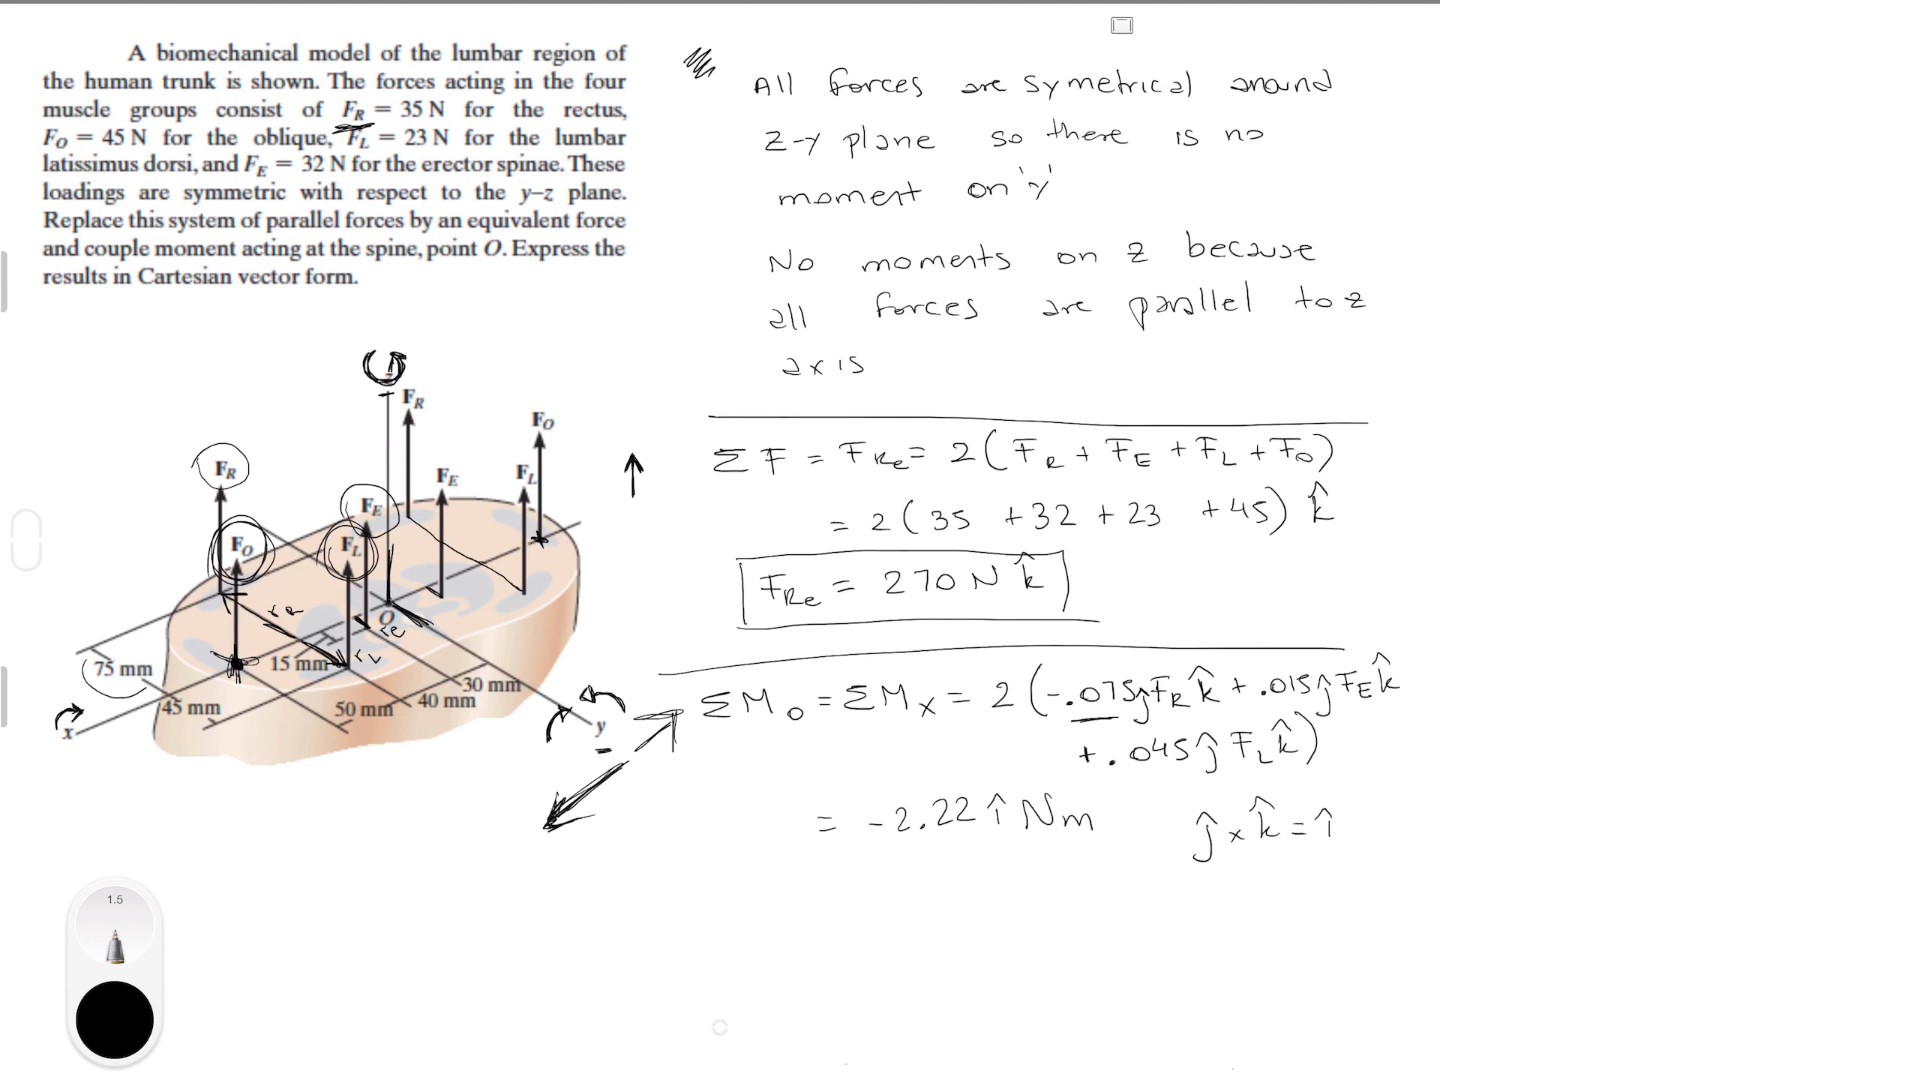 A biomechanical model of the lumbar region of
the human trunk is shown. The forces acting in the four
muscle groups consist of F_R = 35 N for the rectus,
F_O = 45 N for the oblique, F_L = 23 N for the lumbar
latissimus dorsi, and F_E = 32 N for the erector spinae. These
loadings are symmetric with respect to the y–z plane.
Replace this system of parallel forces by an equivalent force
and couple moment acting at the spine, point O. Express the
results in Cartesian vector form.
All forces are symetrical around
z-y plane so there is no
moment on 'y'
No moments on z because
all forces are parallel to z
axis
ΣF = F_Re = 2(F_R + F_E + F_L + F_O)
= 2(35 + 32 + 23 + 45) k̂
F_Re = 270 N k̂
ΣM_O = ΣM_x = 2(-.075ĵF_R k̂ + .015ĵF_E k̂
+.045ĵ F_L k̂)
= -2.22 î Nm ĵ × k̂ = î
F_R
F_O
F_R
F_E
F_L
F_E
F_O
F_L
r_R
O
r_e
r_L
75 mm
15 mm
30 mm
45 mm
50 mm
40 mm
x
y
1.5